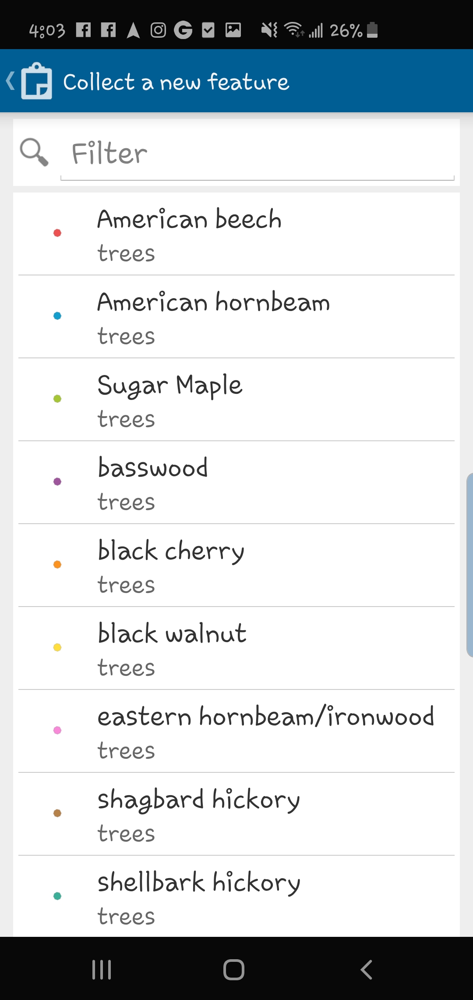 4:03 26%
Collect a new feature
Filter
American beech
trees
American hornbeam
trees
Sugar Maple
trees
basswood
trees
black cherry
trees
black walnut
trees
eastern hornbeam/ironwood
trees
shagbard hickory
trees
shellbark hickory
trees